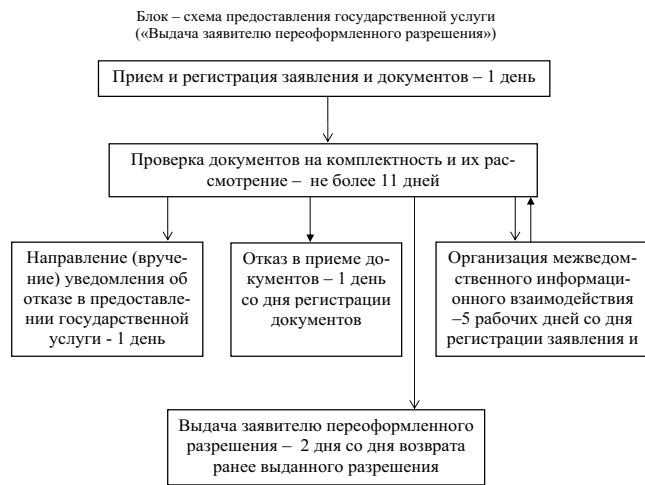 Блок – схема предоставления государственной услуги
(«Выдача заявителю переоформленного разрешения»)
Прием и регистрация заявления и документов – 1 день
Проверка документов на комплектность и их рас-
смотрение – не более 11 дней
Направление (вруче-
ние) уведомления об
отказе в предоставле-
нии государственной
услуги - 1 день
Отказ в приеме до-
кументов – 1 день
со дня регистрации
документов
Организация межведом-
ственного информаци-
онного взаимодействия
–5 рабочих дней со дня
регистрации заявления и
Выдача заявителю переоформленного
разрешения – 2 дня со дня возврата
ранее выданного разрешения